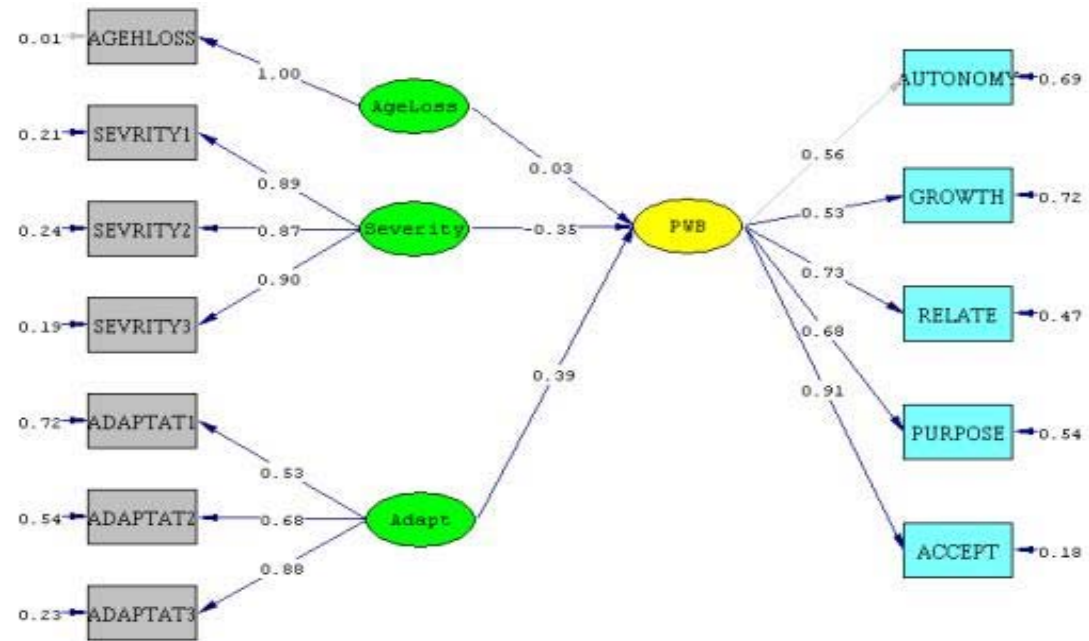 0.01 AGEHLOSS
1.00
AgeLoss
AUTONOMY 0.69
0.21 SEVRITY1
0.56
0.03
0.89
GROWTH 0.72
0.53
0.24 SEVRITY2
0.87
Severity
-0.35
PWB
0.73
0.90
RELATE 0.47
0.19 SEVRITY3
0.68
0.39
0.91
0.72 ADAPTAT1
PURPOSE 0.54
0.53
0.54 ADAPTAT2
0.68
Adapt
ACCEPT 0.18
0.88
0.23 ADAPTAT3